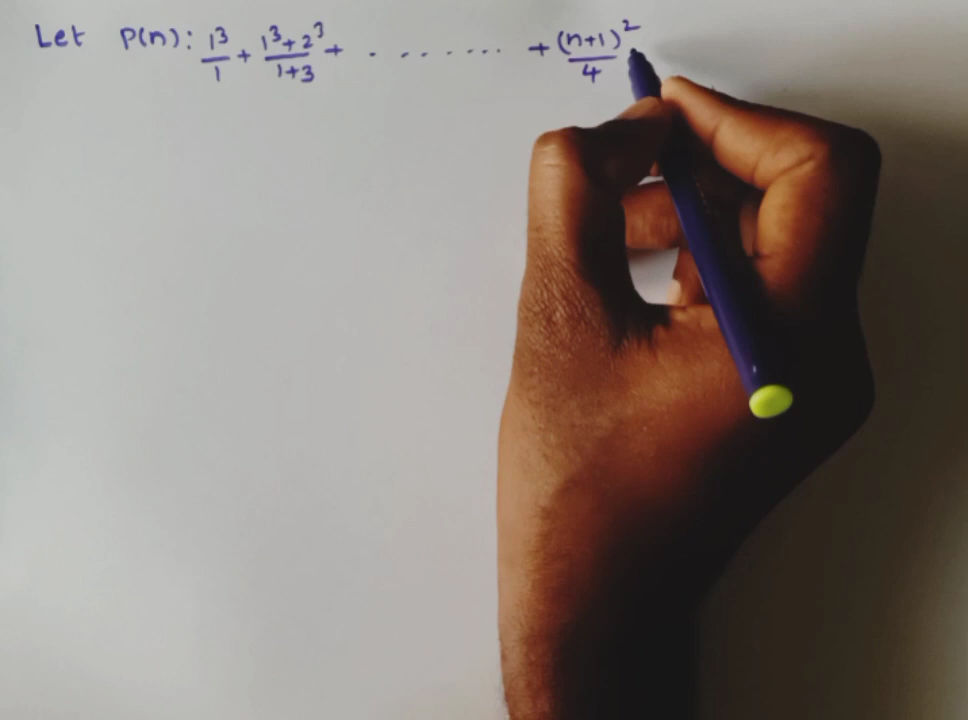 Let P(n): 1³/1 + (1³+2³)/(1+3) + . . . . . . . . + (n+1)²/4